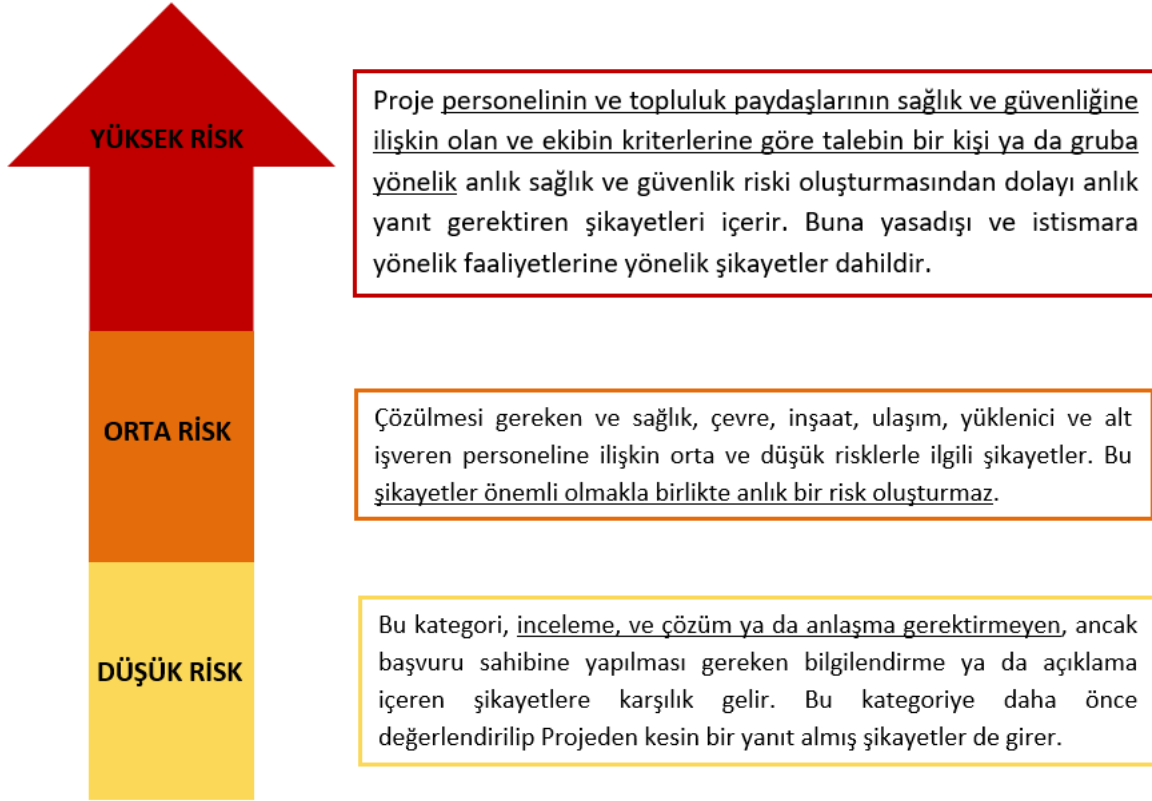 YÜKSEK RİSK
Proje personelinin ve topluluk paydaşlarının sağlık ve güvenliğine
ilişkin olan ve ekibin kriterlerine göre talebin bir kişi ya da gruba
yönelik anlık sağlık ve güvenlik riski oluşturmasından dolayı anlık
yanıt gerektiren şikayetleri içerir. Buna yasadışı ve istismara
yönelik faaliyetlerine yönelik şikayetler dahildir.
ORTA RİSK
Çözülmesi gereken ve sağlık, çevre, inşaat, ulaşım, yüklenici ve alt
işveren personeline ilişkin orta ve düşük risklerle ilgili şikayetler. Bu
şikayetler önemli olmakla birlikte anlık bir risk oluşturmaz.
DÜŞÜK RİSK
Bu kategori, inceleme, ve çözüm ya da anlaşma gerektirmeyen, ancak
başvuru sahibine yapılması gereken bilgilendirme ya da açıklama
içeren şikayetlere karşılık gelir. Bu kategoriye daha önce
değerlendirilip Projeden kesin bir yanıt almış şikayetler de girer.